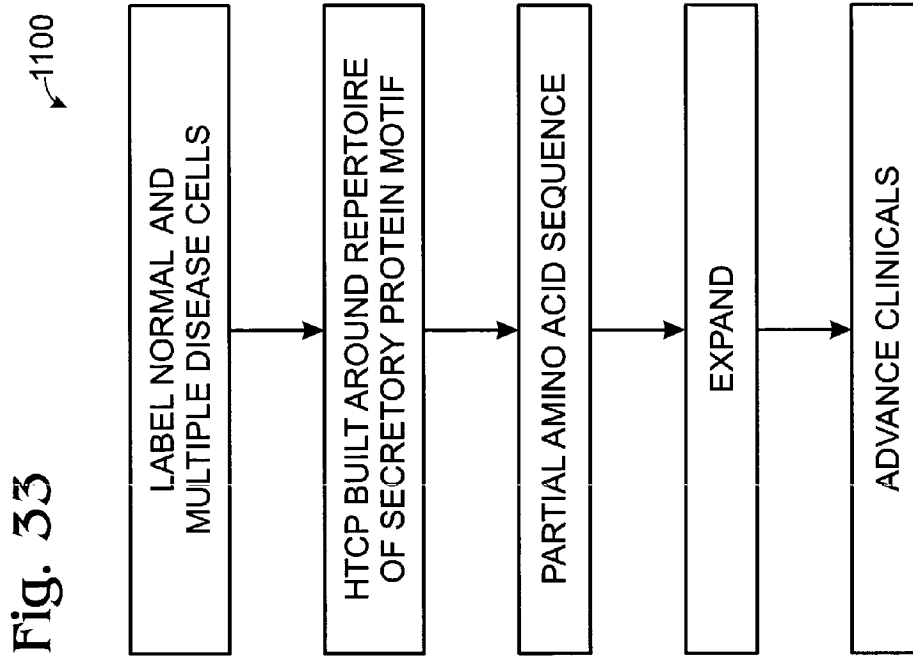 Fig. 33
1100
LABEL NORMAL AND
MULTIPLE DISEASE CELLS
HTCP BUILT AROUND REPERTOIRE
OF SECRETORY PROTEIN MOTIF
PARTIAL AMINO ACID SEQUENCE
EXPAND
ADVANCE CLINICALS